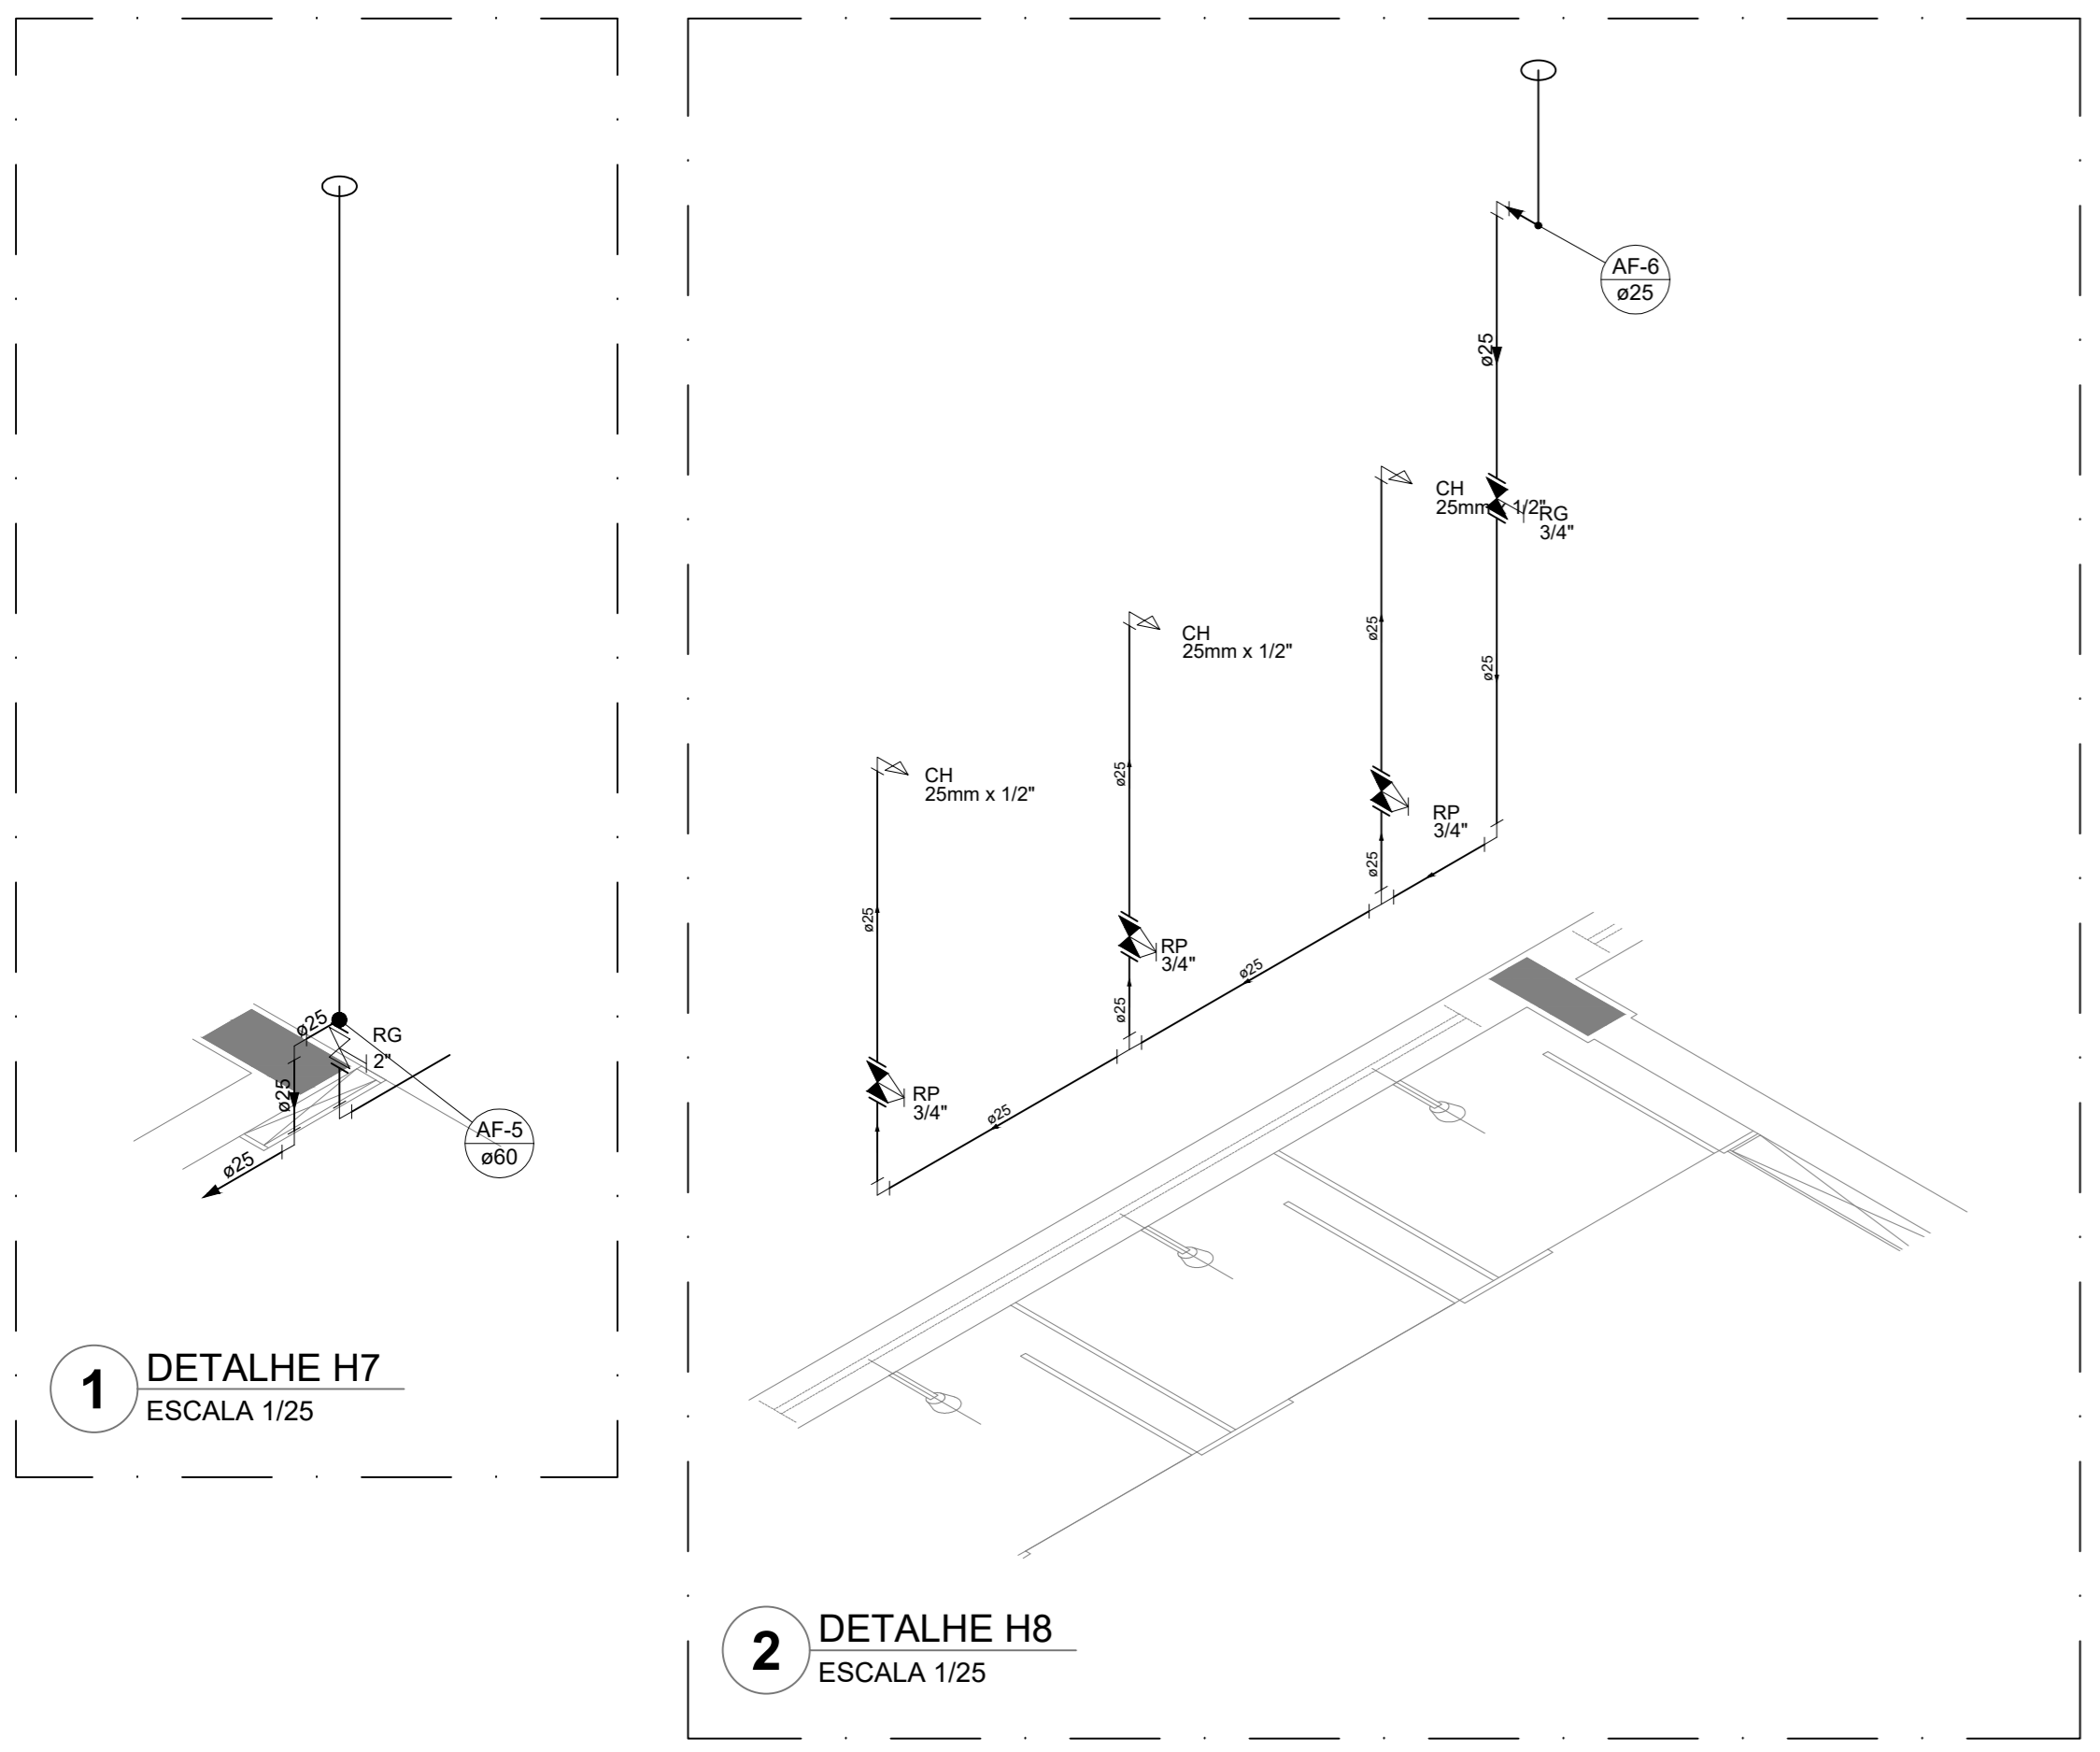 ø25
RG
2"
ø25
ø25
AF-5
ø60
1
DETALHE H7
ESCALA 1/25
AF-6
ø25
ø25
CH
25mm x 1/2"
RG
3/4"
ø25
ø25
CH
25mm x 1/2"
ø25
CH
25mm x 1/2"
RP
3/4"
ø25
ø25
ø25
RP
3/4"
ø25
ø25
RP
3/4"
ø25
2
DETALHE H8
ESCALA 1/25